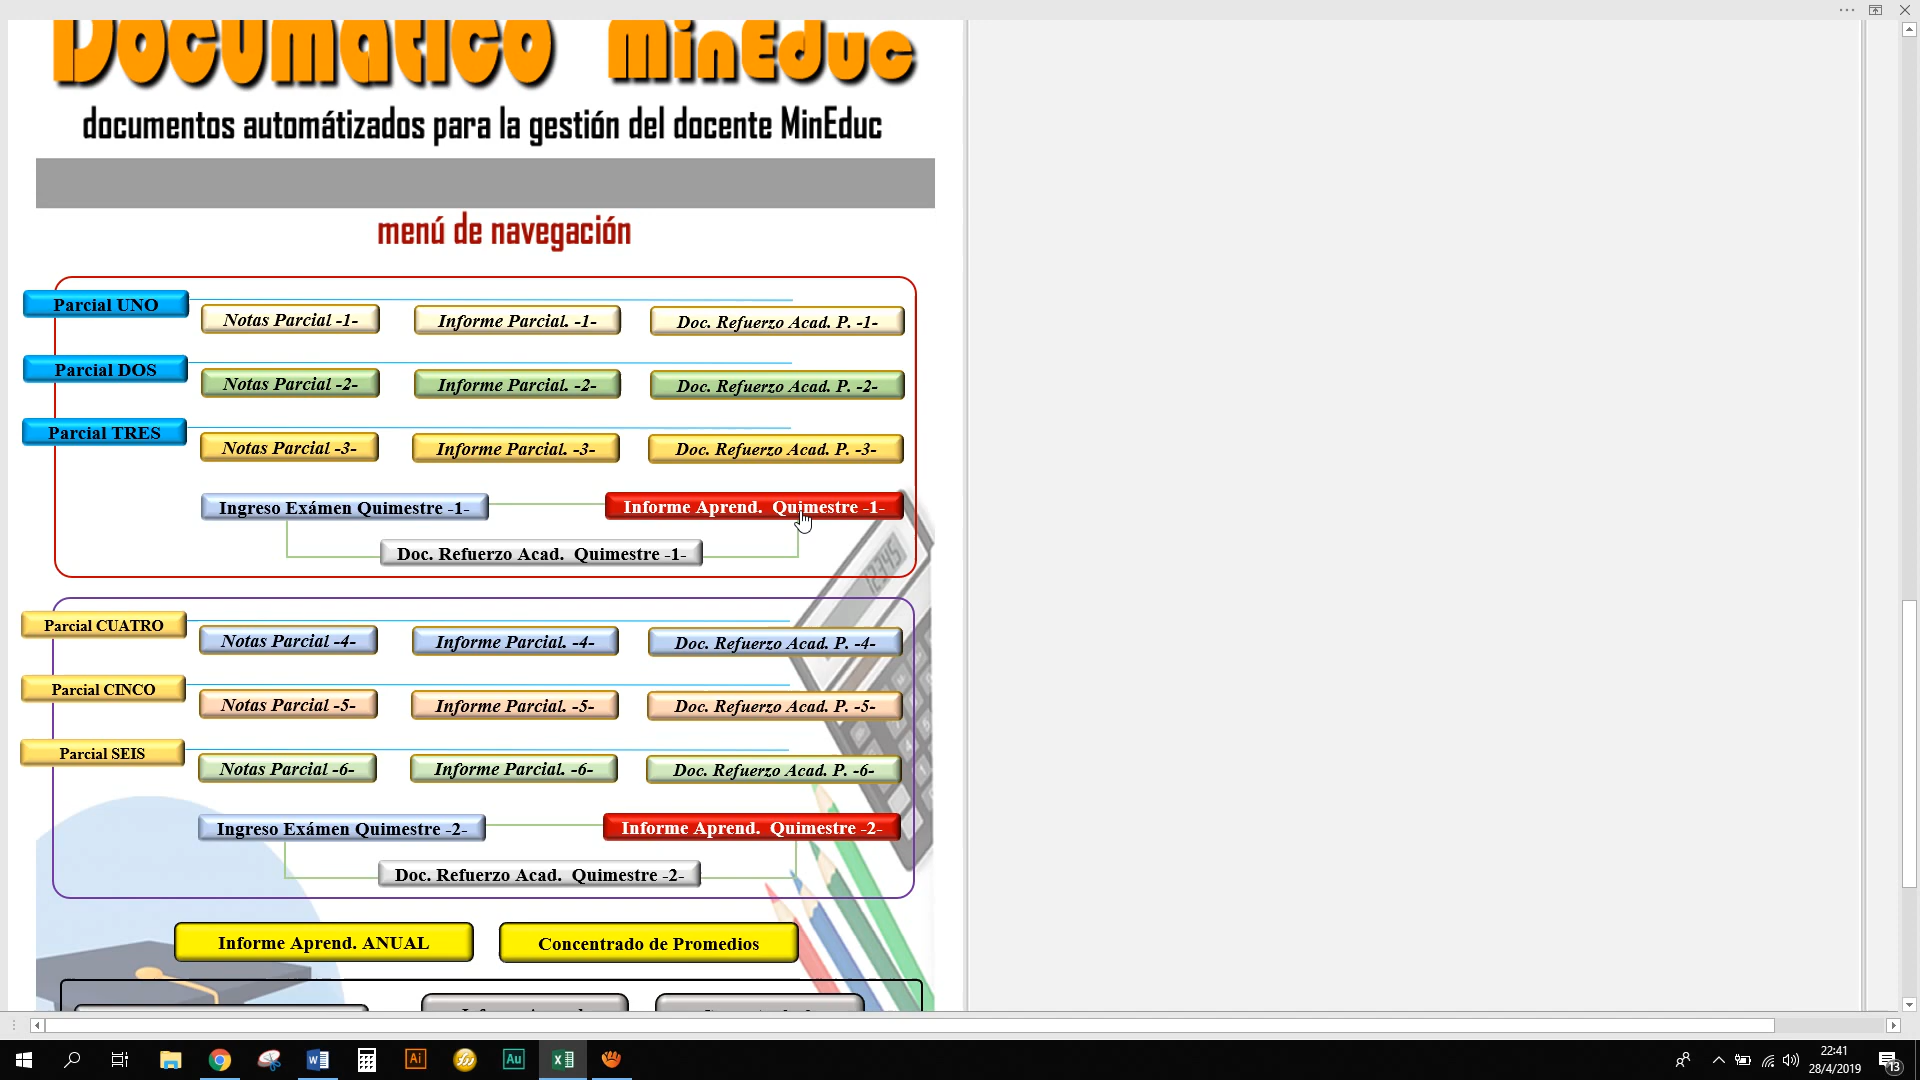 Documatico MinEduc
documentos automátizados para la gestión del docente MinEduc
menú de navegación
Parcial UNO
Notas Parcial -1-
Informe Parcial. -1-
Doc. Refuerzo Acad. P. -1-
Parcial DOS
Notas Parcial -2-
Informe Parcial. -2-
Doc. Refuerzo Acad. P. -2-
Parcial TRES
Notas Parcial -3-
Informe Parcial. -3-
Doc. Refuerzo Acad. P. -3-
Ingreso Exámen Quimestre -1-
Informe Aprend. Quimestre -1-
Doc. Refuerzo Acad. Quimestre -1-
12345
Parcial CUATRO
Notas Parcial -4-
Informe Parcial. -4-
Doc. Refuerzo Acad. P. -4-
Parcial CINCO
Notas Parcial -5-
Informe Parcial. -5-
Doc. Refuerzo Acad. P. -5-
Parcial SEIS
Notas Parcial -6-
Informe Parcial. -6-
Doc. Refuerzo Acad. P. -6-
Ingreso Exámen Quimestre -2-
Informe Aprend. Quimestre -2-
Doc. Refuerzo Acad. Quimestre -2-
Informe Aprend. ANUAL
Concentrado de Promedios
Ai
Au
22:41
28/4/2019
13